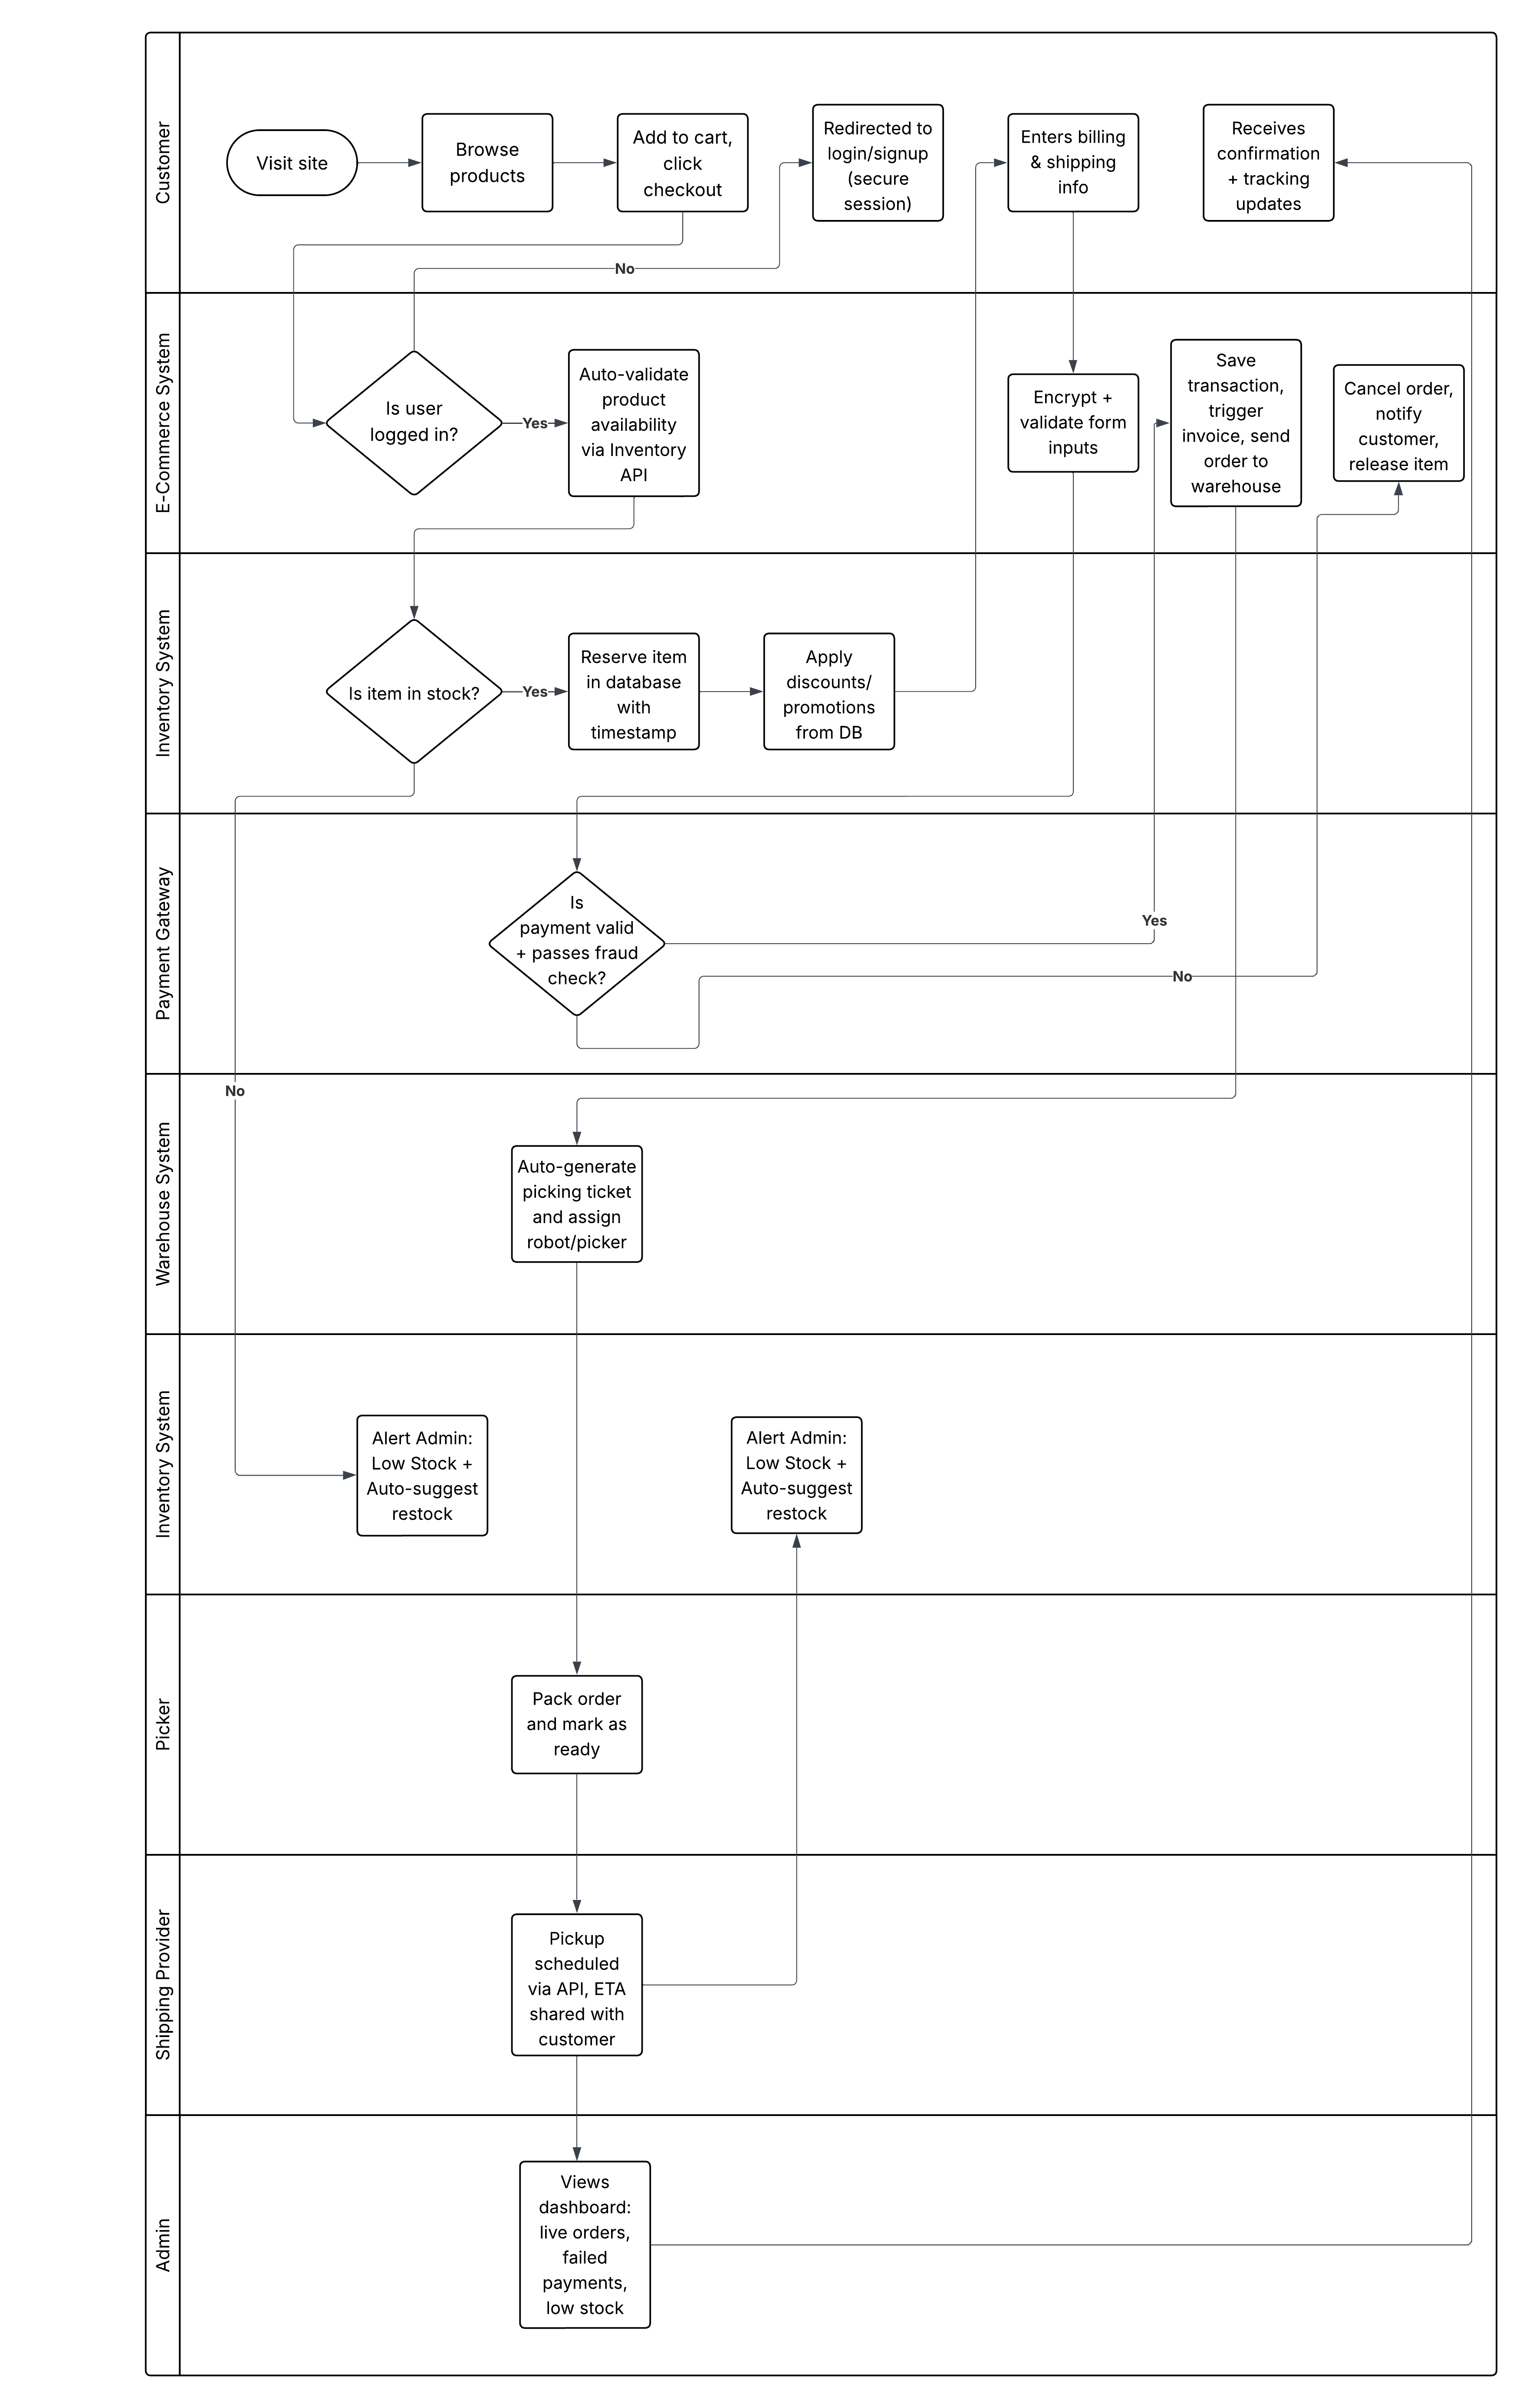 Customer
Visit site
Browse
products
Add to cart,
click
checkout
Redirected to
login/signup
(secure
session)
Enters billing
& shipping
info
Receives
confirmation
+ tracking
updates
No
E-Commerce System
Is user
logged in?
Yes
Auto-validate
product
availability
via Inventory
API
Encrypt +
validate form
inputs
Save
transaction,
trigger
invoice, send
order to
warehouse
Cancel order,
notify
customer,
release item
Inventory System
Is item in stock?
Yes
Reserve item
in database
with
timestamp
Apply
discounts/
promotions
from DB
Payment Gateway
Is
payment valid
+ passes fraud
check?
Yes
No
Warehouse System
No
Auto-generate
picking ticket
and assign
robot/picker
Inventory System
Alert Admin:
Low Stock +
Auto-suggest
restock
Alert Admin:
Low Stock +
Auto-suggest
restock
Picker
Pack order
and mark as
ready
Shipping Provider
Pickup
scheduled
via API, ETA
shared with
customer
Admin
Views
dashboard:
live orders,
failed
payments,
low stock